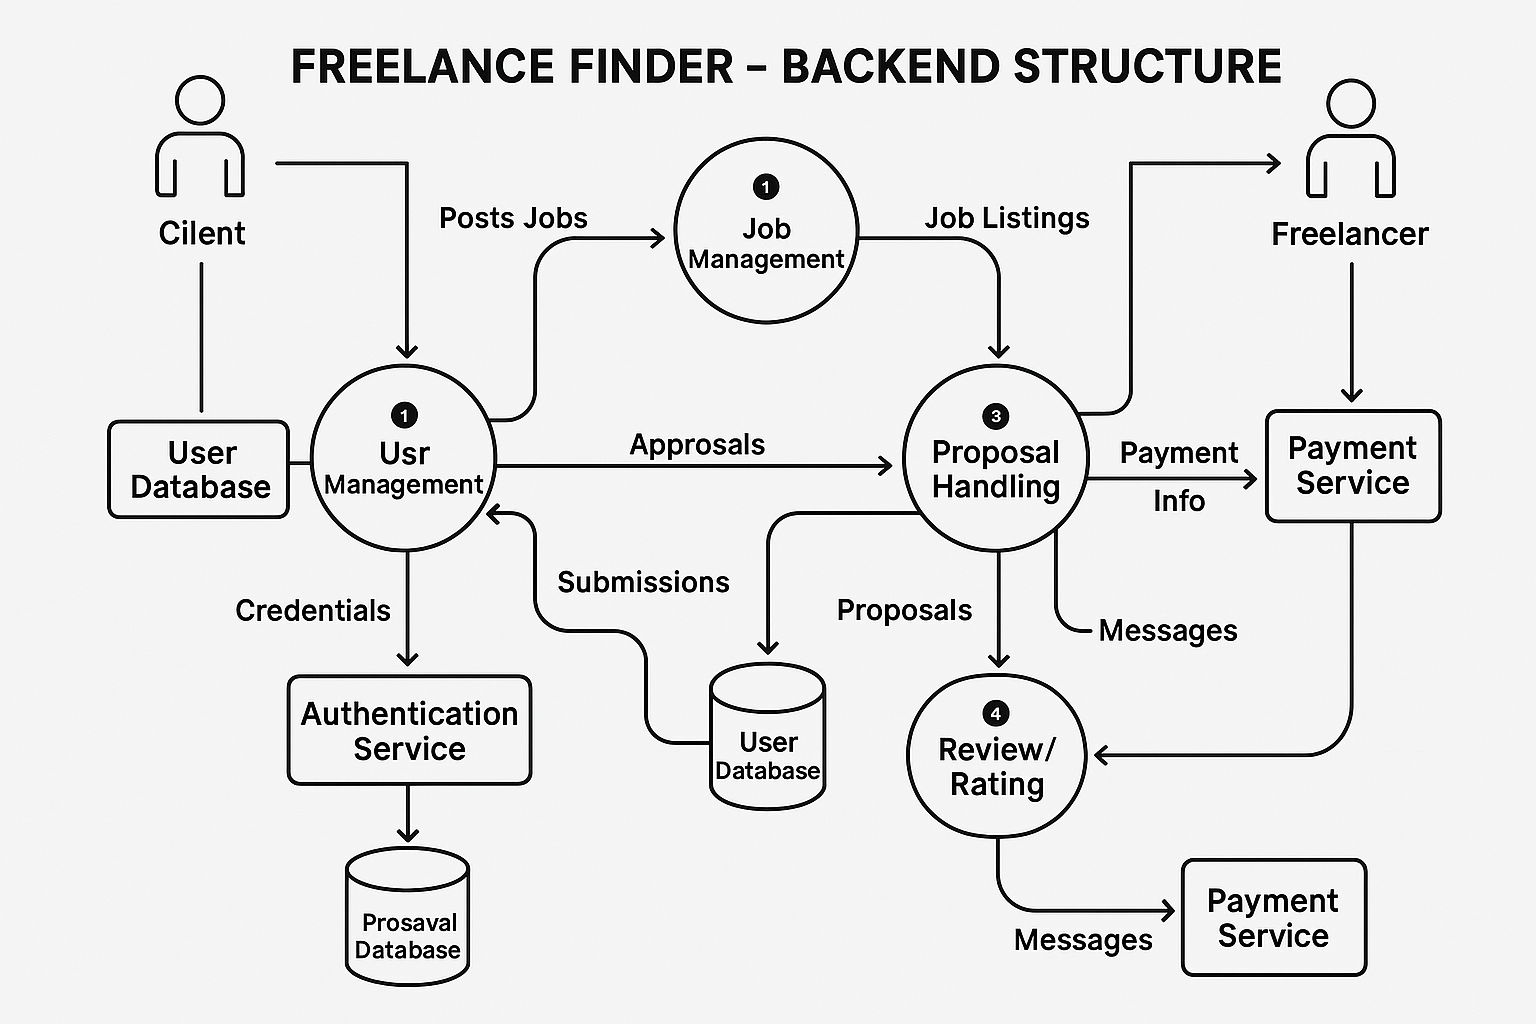 FREELANCE FINDER – BACKEND STRUCTURE
Cilent
Freelancer
Posts Jobs
1
Job
Management
Job Listings
User
Database
1
Usr
Management
Approsals
3
Proposal
Handling
Payment
Info
Payment
Service
Credentials
Submissions
Proposals
Messages
Authentication
Service
User
Database
4
Review/
Rating
Prosaval
Database
Messages
Payment
Service